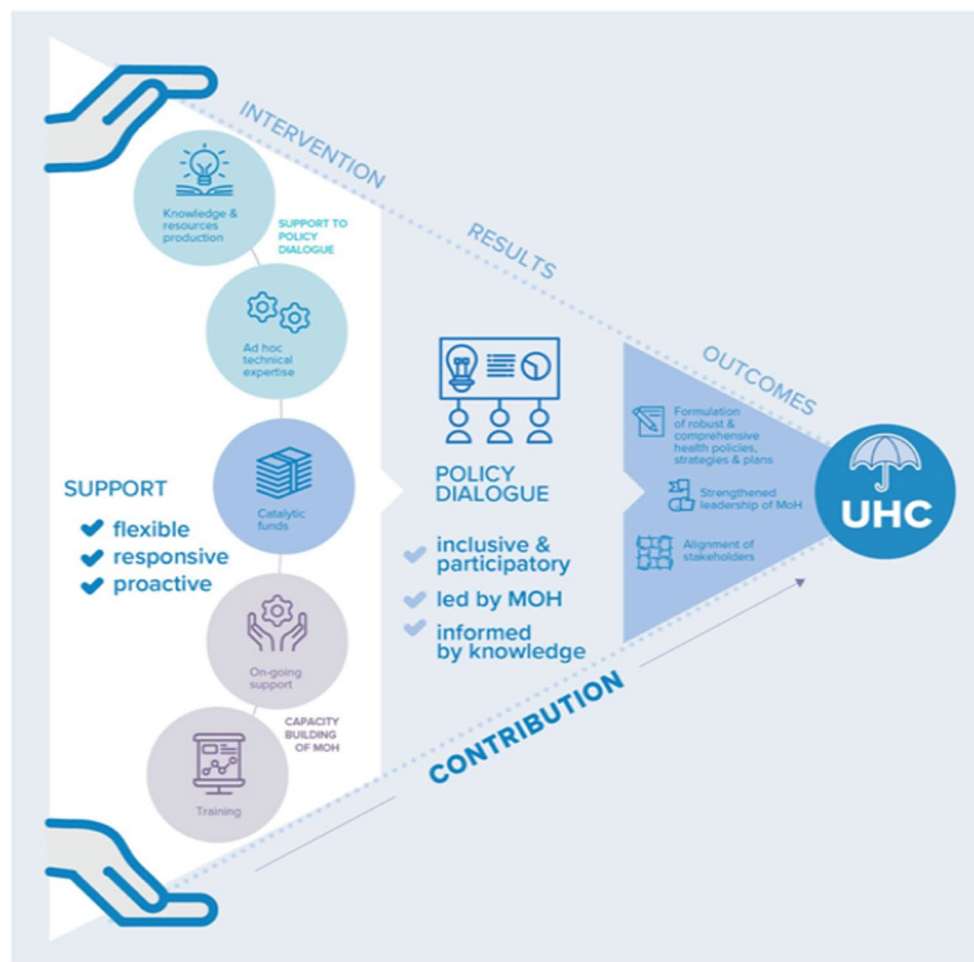 INTERVENTION
RESULTS
OUTCOMES
Knowledge &
resources
production
SUPPORT TO
POLICY
DIALOGUE
Ad hoc
technical
expertise
SUPPORT
flexible
responsive
proactive
Catalytic
funds
On-going
support
CAPACITY
BUILDING
OF MOH
Training
POLICY
DIALOGUE
inclusive &
participatory
led by MOH
informed
by knowledge
Formulation
of robust &
comprehensive
health policies,
strategies & plans
Strengthened
leadership of MoH
Alignment of
stakeholders
UHC
CONTRIBUTION